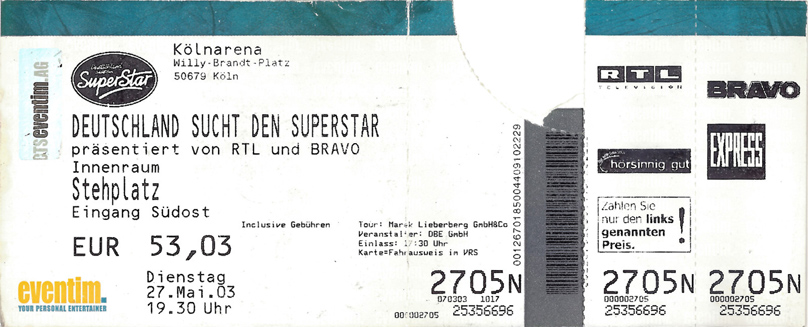 Kölnarena
Willy-Brandt-Platz
50679 Köln
CTS eventim.AG
SuperStar
DEUTSCHLAND SUCHT DEN SUPERSTAR
präsentiert von RTL und BRAVO
Innenraum
Stehplatz
Eingang Südost
Inclusive Gebühren
EUR 53,03
Tour: Marek Lieberberg GmbH&Co
Veranstalter: DBE GmbH
Einlass: 17:30 Uhr
Karte=Fahrausweis im VRS
Dienstag
27.Mai.03
19.30 Uhr
eventim.
YOUR PERSONAL ENTERTAINER
2705N
070303 1017
000002705 25356696
00126701850004409102229
RTL
TELEVISION
hörsinnig gut
Zahlen Sie
nur den links
genannten
Preis.
!
2705N
000002705
25356696
BRAVO
EXPRESS
2705N
000002705
25356696